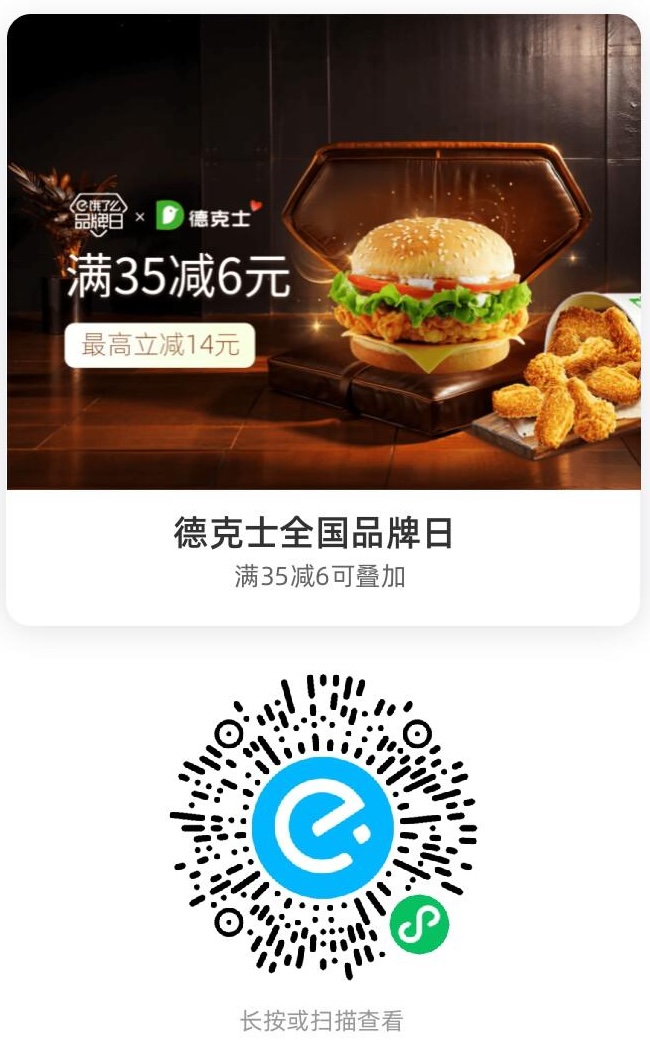 饿了么
品牌日
× 德克士
满35减6元
最高立减14元
德克士全国品牌日
满35减6可叠加
长按或扫描查看